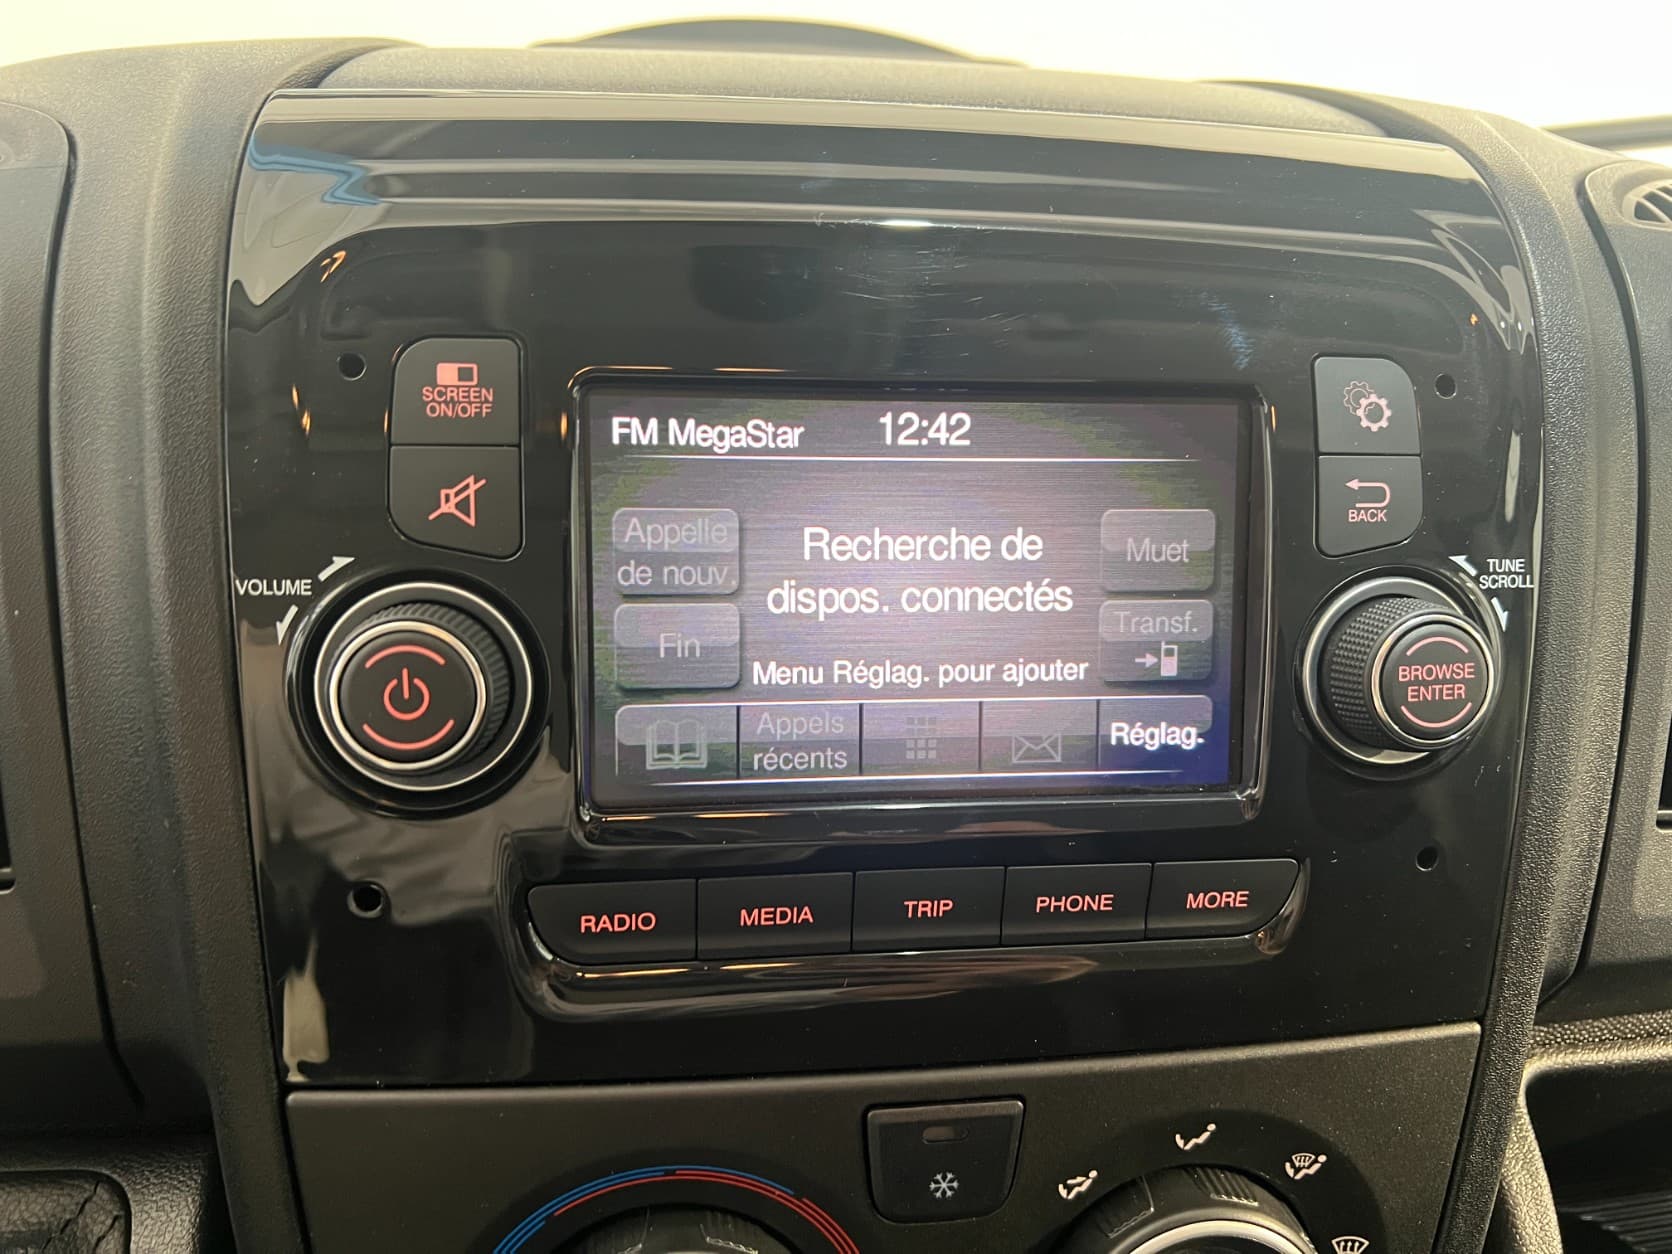 SCREEN
ON/OFF
VOLUME
FM MegaStar 12:42
Appelle
de nouv.
Recherche de
dispos. connectés
Muet
Fin
Transf.
Menu Réglag. pour ajouter
Appels
récents
Réglag.
BACK
TUNE
SCROLL
BROWSE
ENTER
RADIO MEDIA TRIP PHONE MORE